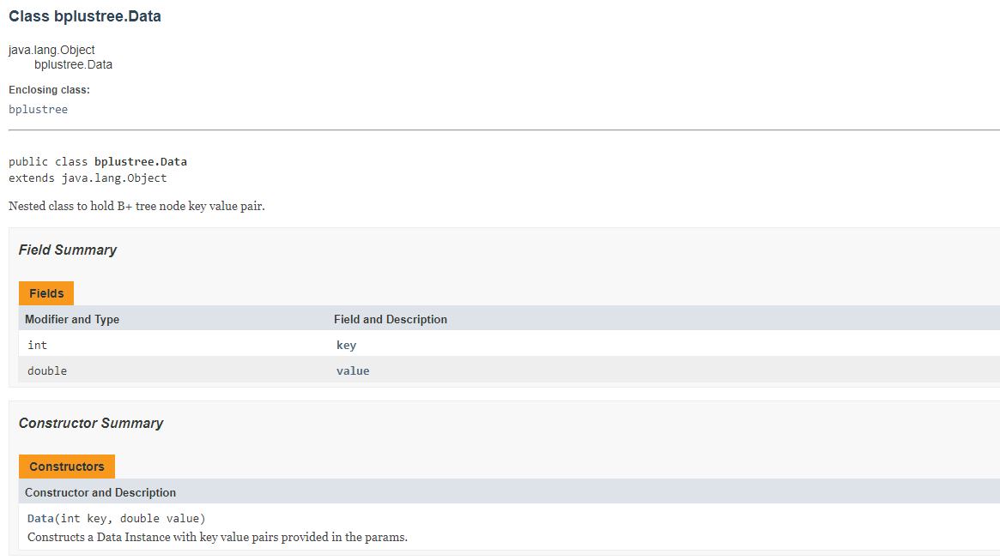 Class bplustree.Data
java.lang.Object
bplustree.Data
Enclosing class:
bplustree
public class bplustree.Data
extends java.lang.Object
Nested class to hold B+ tree node key value pair.
Field Summary
Fields
Modifier and Type Field and Description
int key
double value
Constructor Summary
Constructors
Constructor and Description
Data(int key, double value)
Constructs a Data Instance with key value pairs provided in the params.